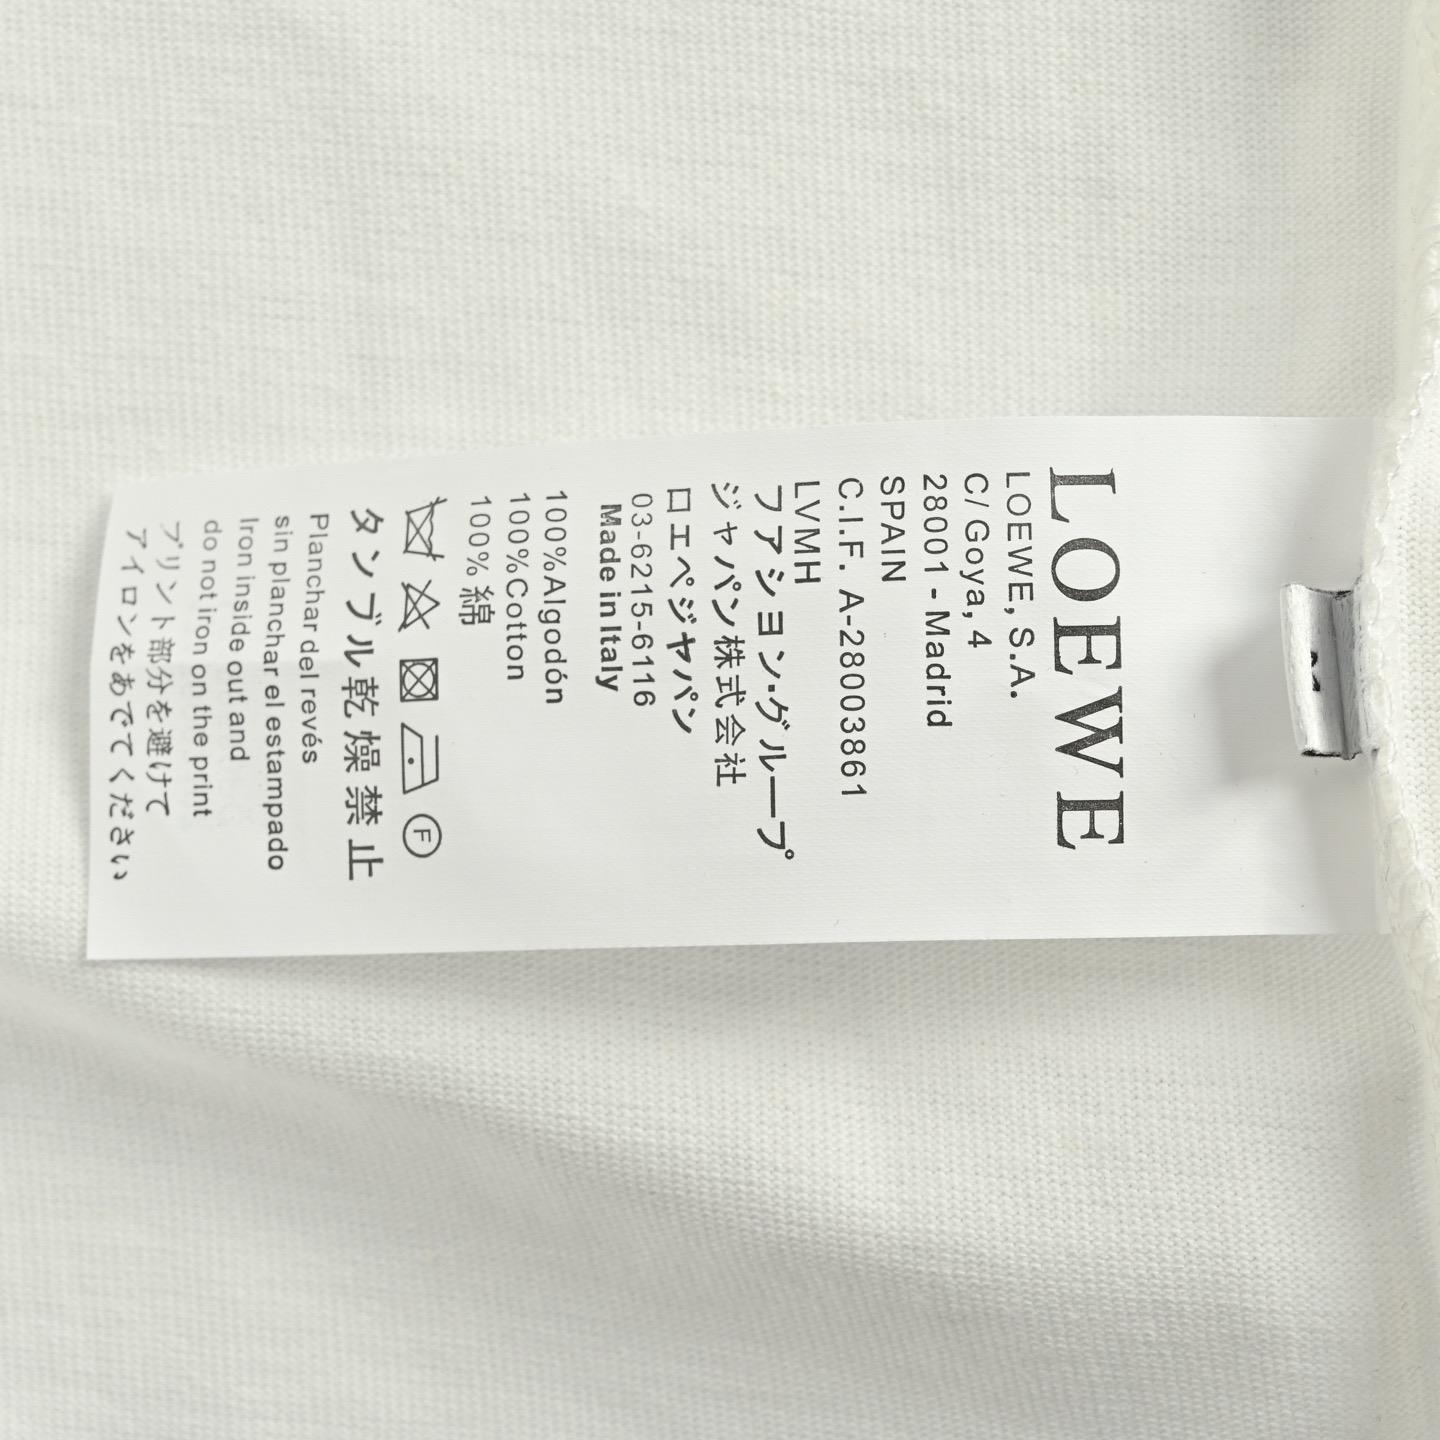 LOEWE
LOEWE, S.A.
C/Goya, 4
28001 - Madrid
SPAIN
C.I.F. A-28003861
LVMH
ファション·グループ
ジャパン株式会社
ロエベジヤパン
03-6215-6116
Made in Italy
100%Algodón
100%Cotton
100%綿
F
タンブル乾燥禁止
Planchar del revés
sin planchar el estampado
Iron inside out and
do not iron on the print
プリント部分を避けて
アイロンをあでてください
M